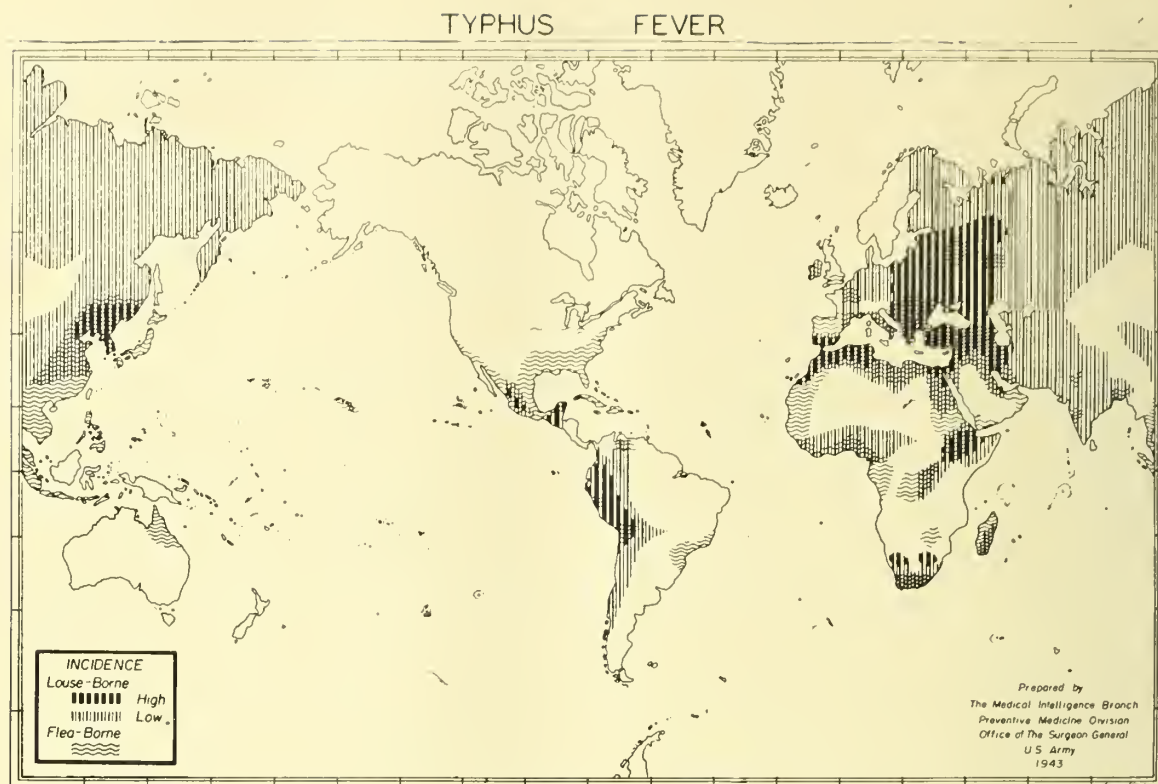 TYPHUS FEVER
INCIDENCE
Louse-Borne
High
Low
Flea-Borne
Prepared by
The Medical Intelligence Branch
Preventive Medicine Division
Office of The Surgeon General
U S Army
1943